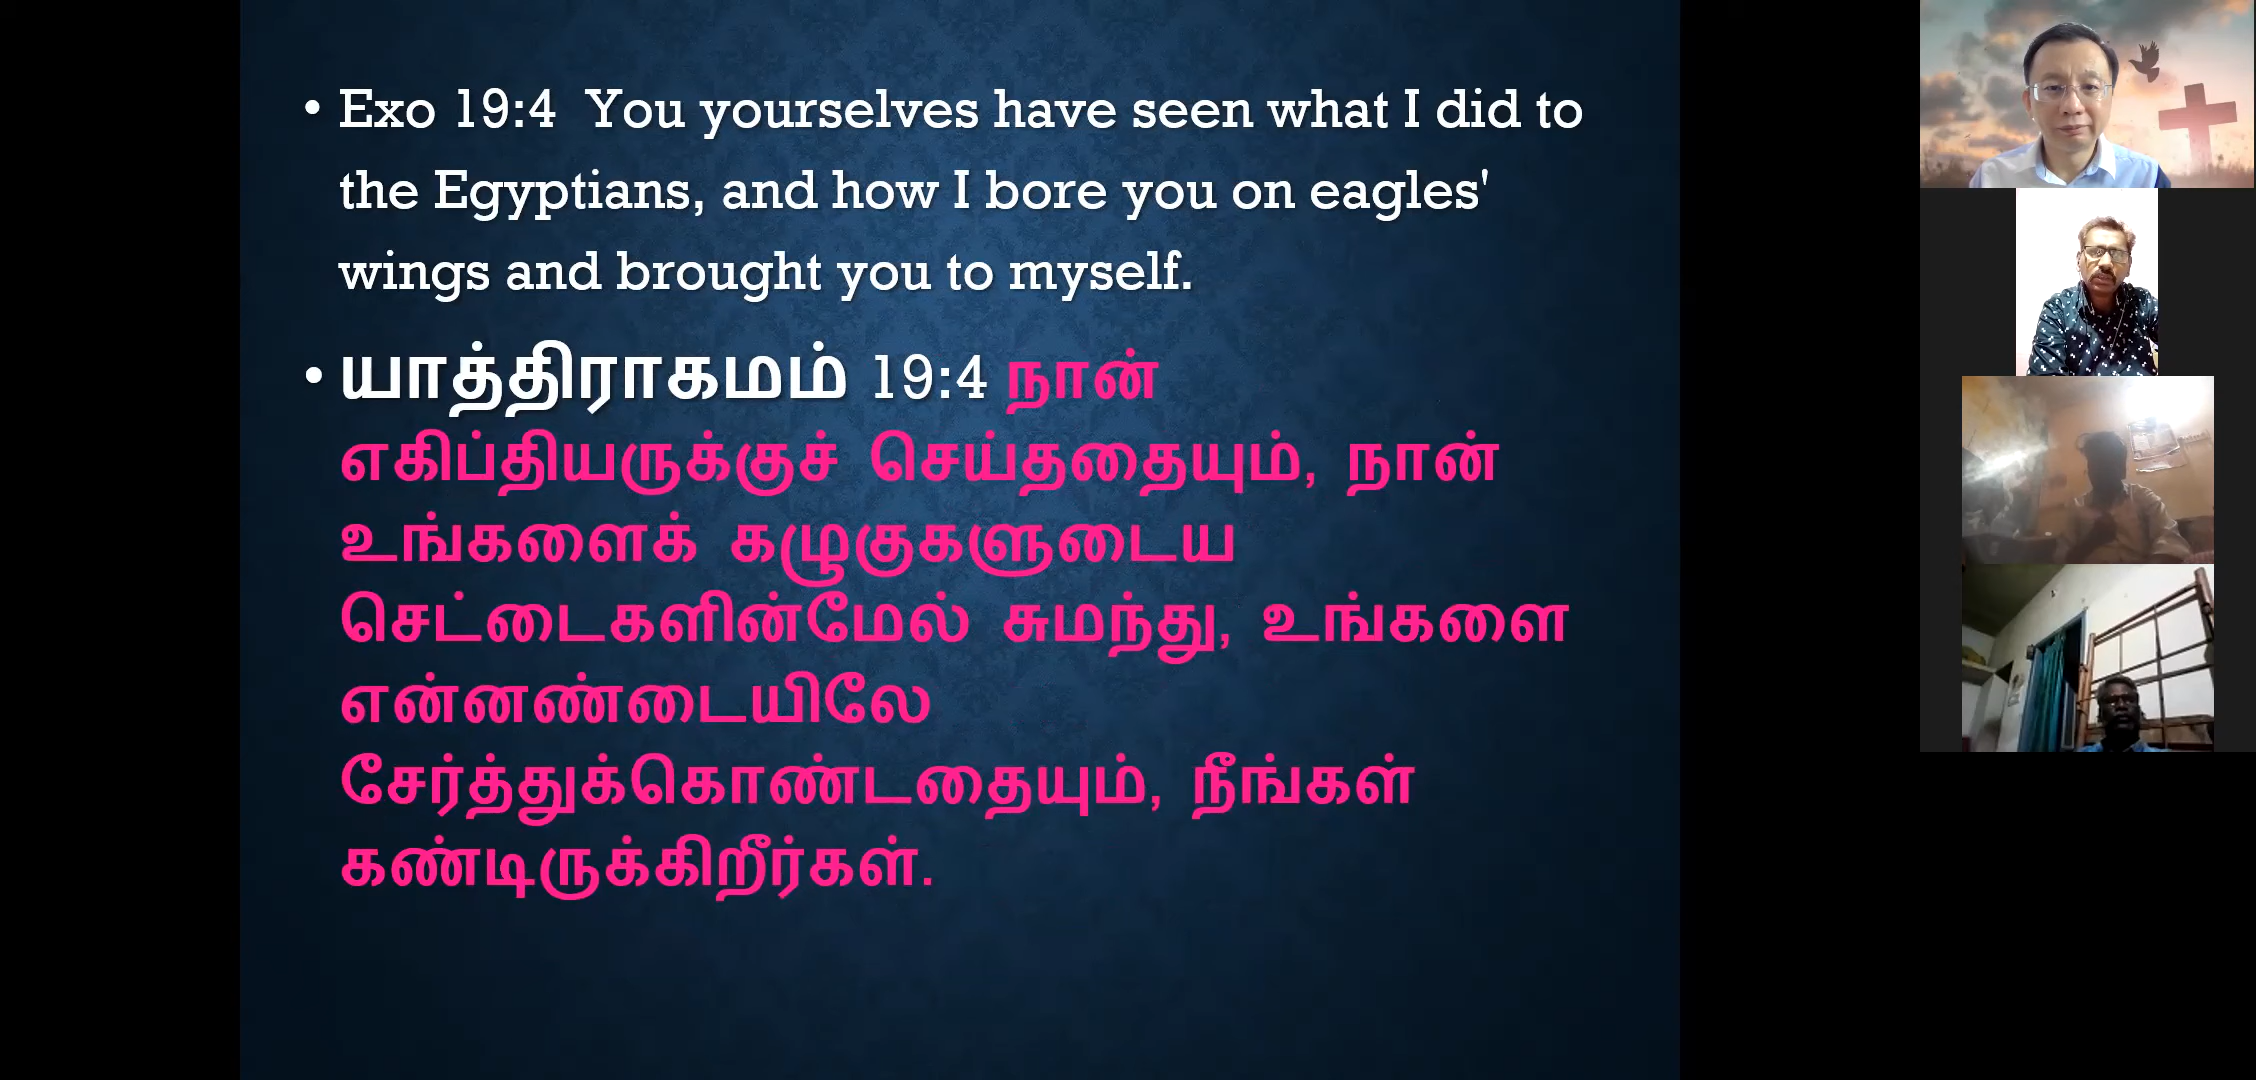 • Exo 19:4  You yourselves have seen what I did to
the Egyptians, and how I bore you on eagles'
wings and brought you to myself.
• யாத்திராகமம் 19:4 நான்
எகிப்தியருக்குச் செய்ததையும், நான்
உங்களைக் கழுகுகளுடைய
செட்டைகளின்மேல் சுமந்து, உங்களை
என்னண்டையிலே
சேர்த்துக்கொண்டதையும், நீங்கள்
கண்டிருக்கிறீர்கள்.